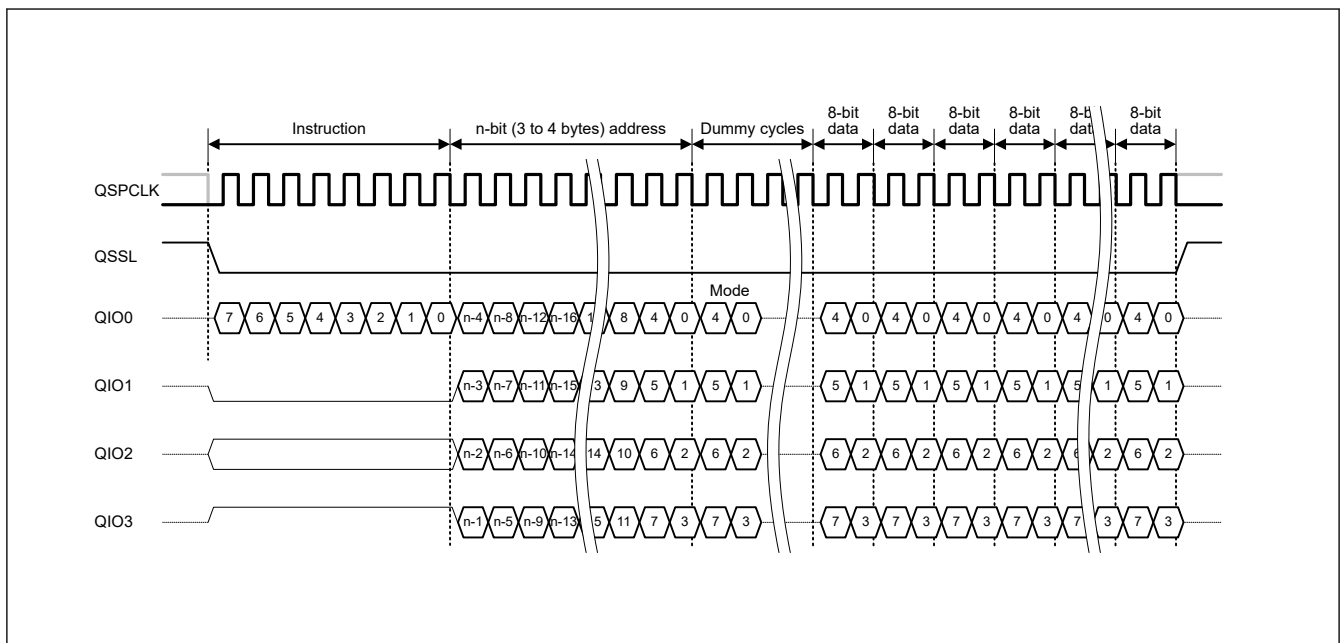 8-bit data 8-bit data 8-bit data 8-bit data 8-b 8-bit data
Instruction n-bit (3 to 4 bytes) address Dummy cycles
QSPCLK
QSSL
Mode
QIO0 7 6 5 4 3 2 1 0 n-4 n-8 n-12 n-16 8 4 0 4 0 4 0 4 0 4 0 4 0 4 0 4 0
QIO1 n-3 n-7 n-11 n-15 9 5 1 5 1 5 1 5 1 5 1 5 1 5 1 5 1
QIO2 n-2 n-6 n-10 n-14 14 10 6 2 6 2 6 2 6 2 6 2 6 2 6 2 6 2
QIO3 n-1 n-5 n-9 n-13 11 7 3 7 3 7 3 7 3 7 3 7 3 7 3 7 3